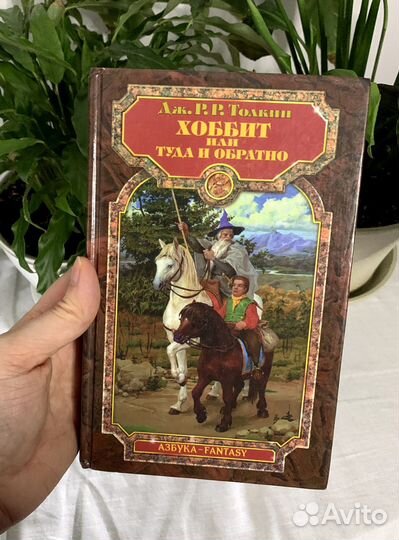 Дж. Р. Р. Толкин
ХОББИТ
ИЛИ
ТУДА И ОБРАТНО
АЗБУКА – FANTASY
Avito